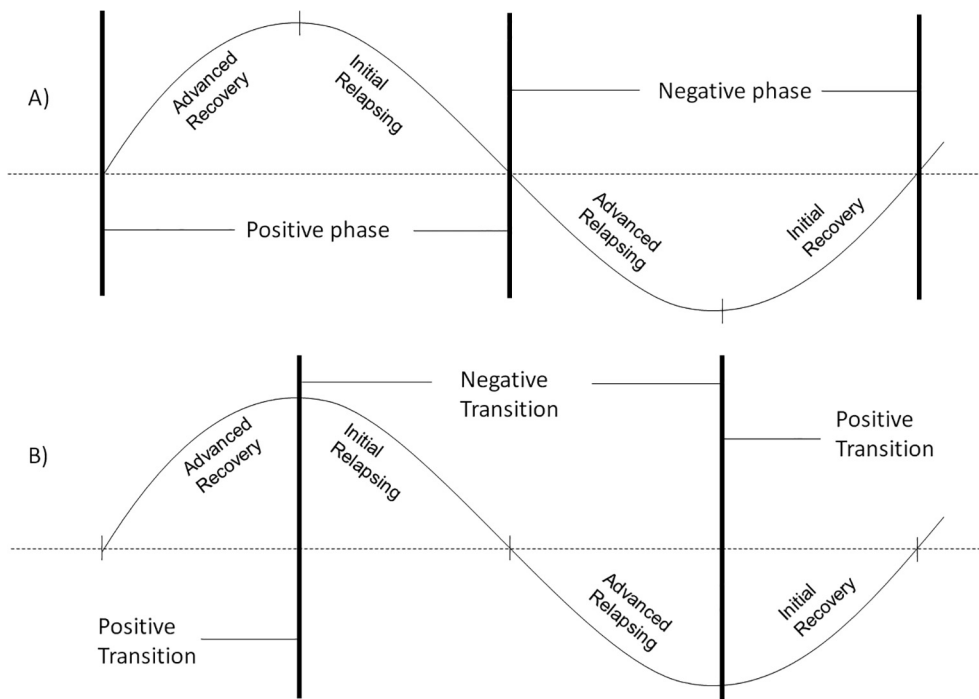 A)
Advanced
Recovery
Initial
Relapsing
Negative phase
Positive phase
Advanced
Relapsing
Initial
Recovery
B)
Negative
Transition
Positive
Transition
Advanced
Recovery
Initial
Relapsing
Advanced
Relapsing
Initial
Recovery
Positive
Transition